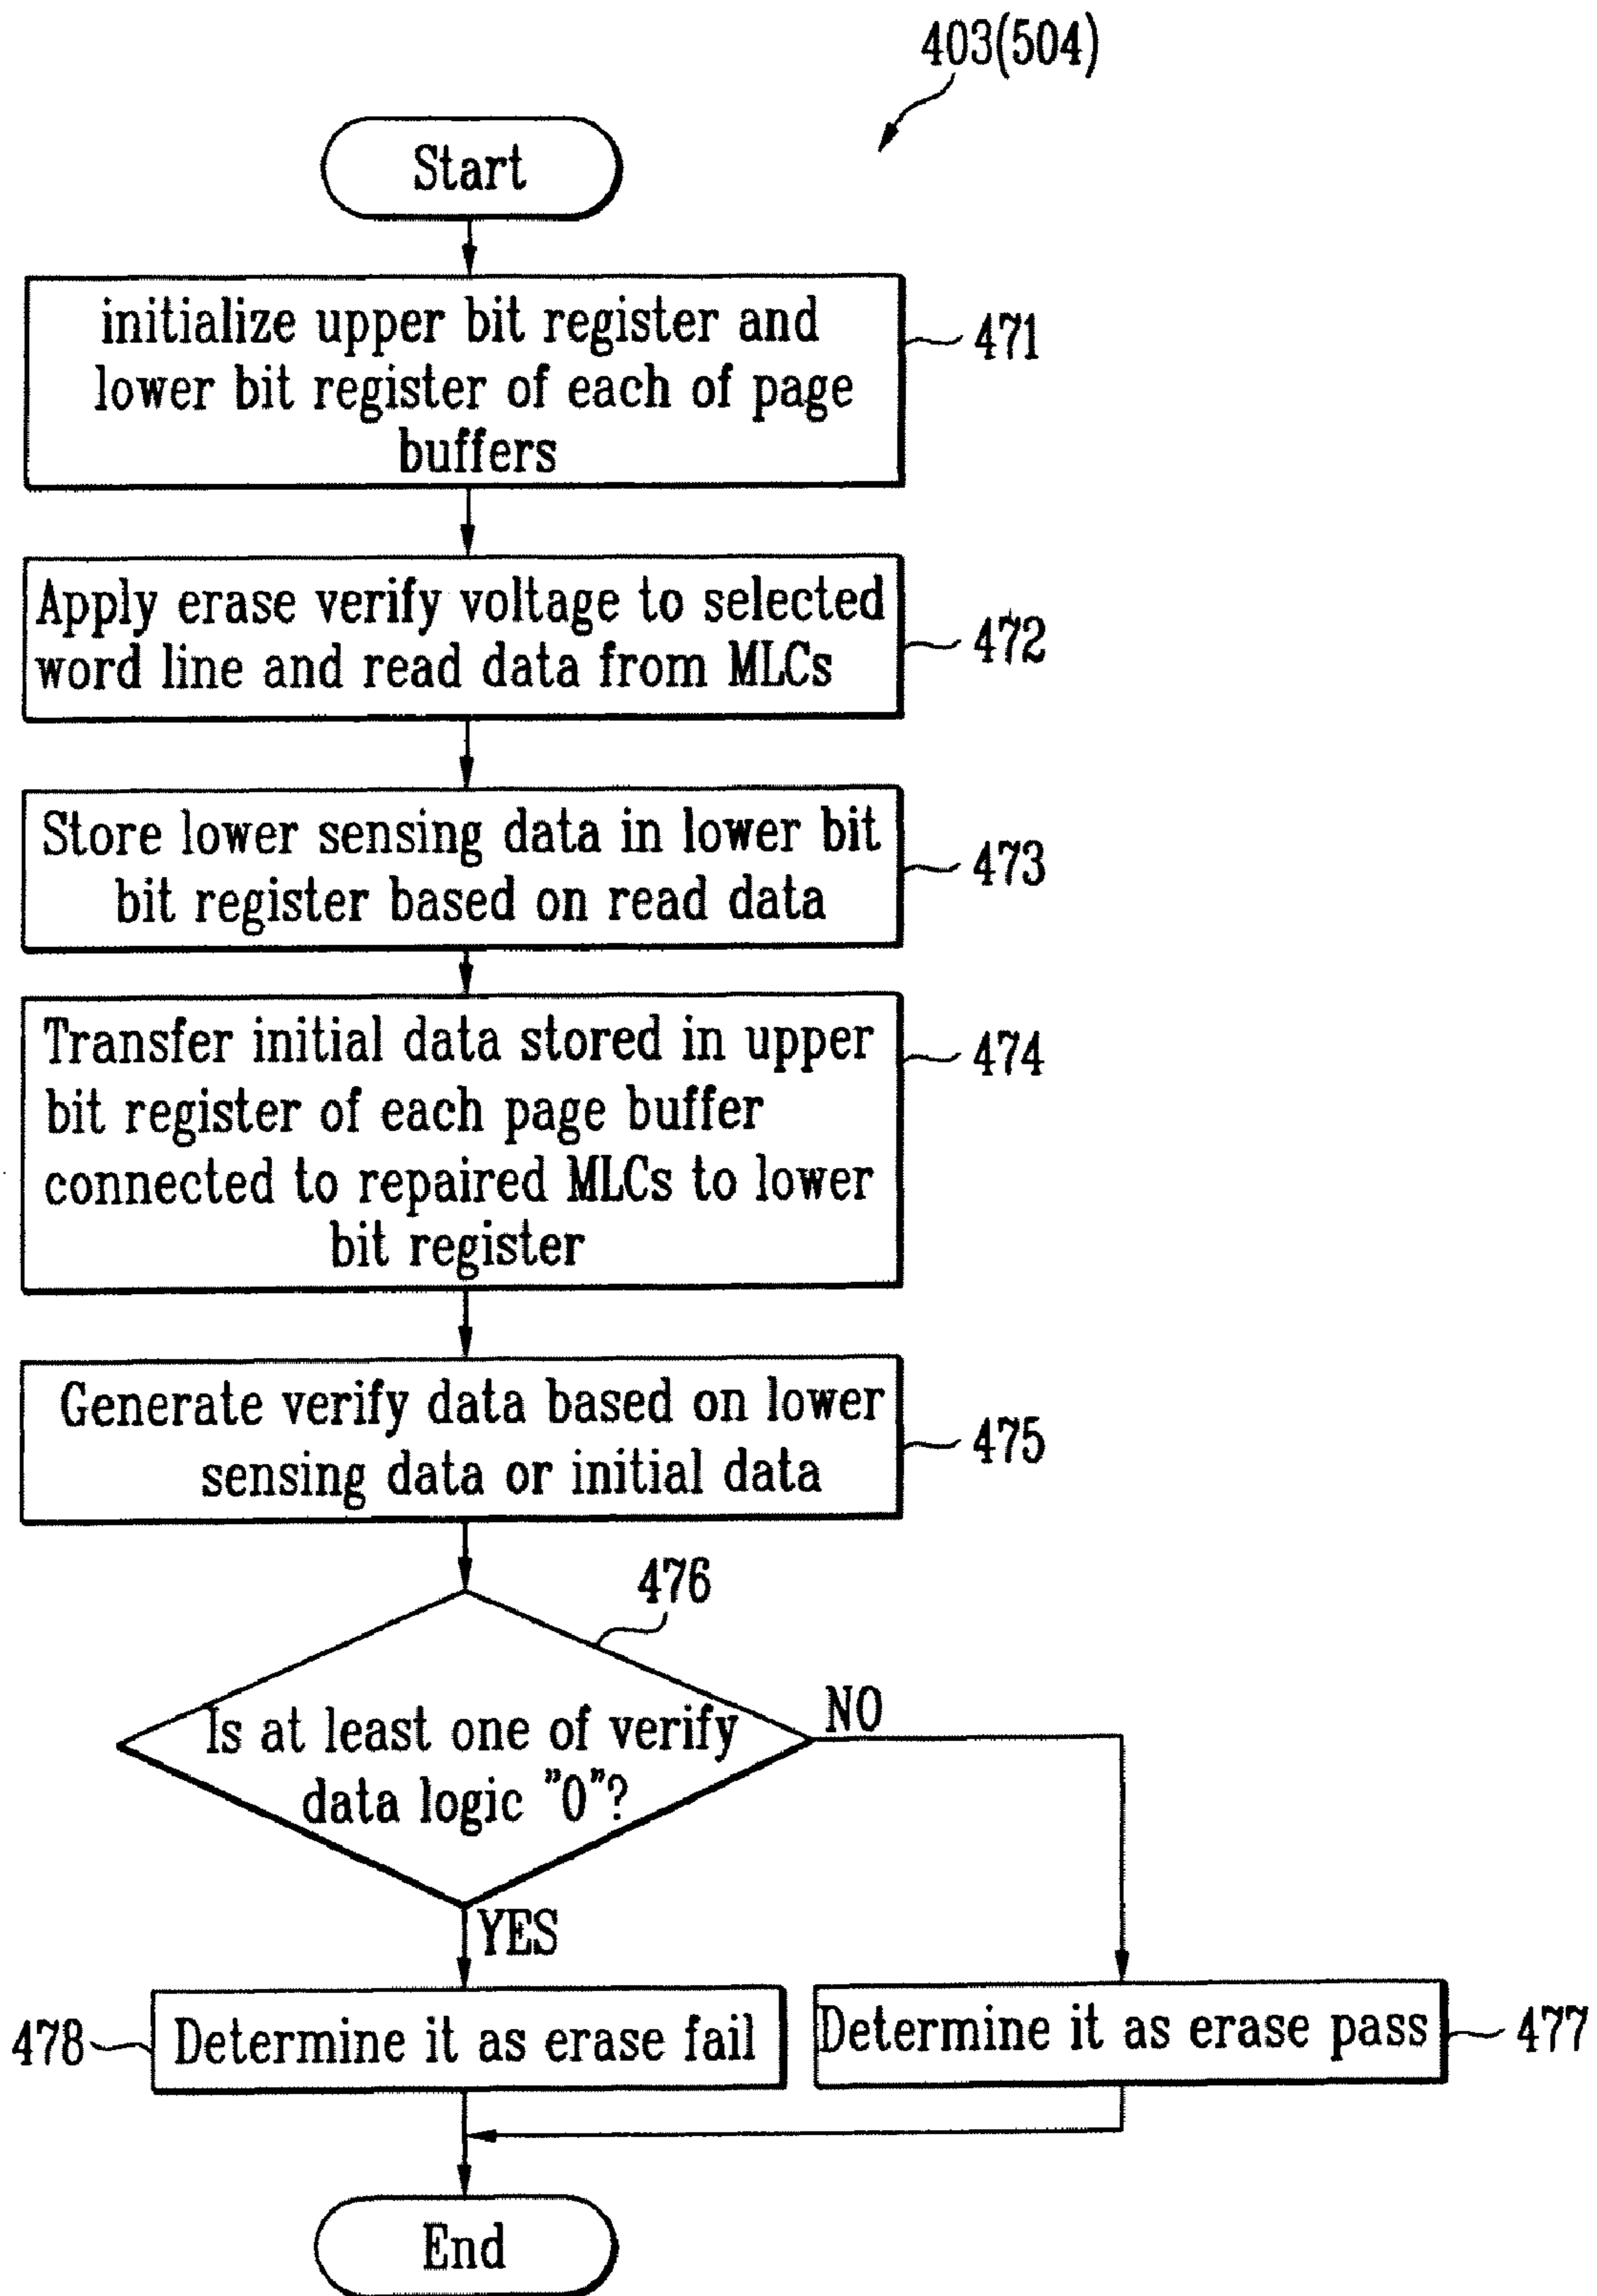 403(504)
Start
initialize upper bit register and
lower bit register of each of page
buffers
471
Apply erase verify voltage to selected
word line and read data from MLCs
472
Store lower sensing data in lower bit
bit register based on read data
473
Transfer initial data stored in upper
bit register of each page buffer
connected to repaired MLCs to lower
bit register
474
Generate verify data based on lower
sensing data or initial data
475
476
Is at least one of verify
data logic "0"?
NO
YES
478
Determine it as erase fail
Determine it as erase pass
477
End